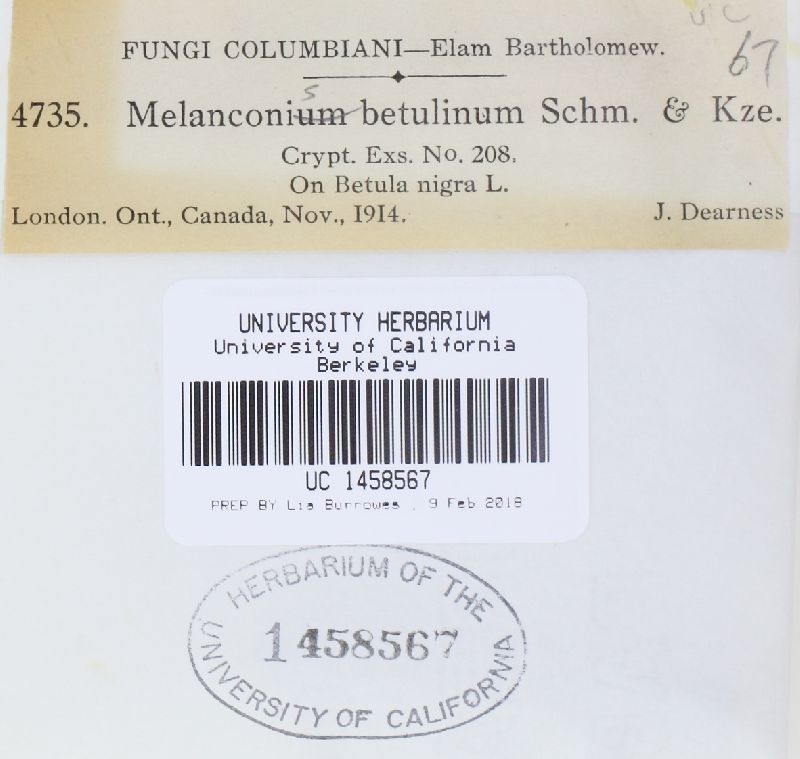 UC
67
FUNGI COLUMBIANI—Elam Bartholomew.
s
4735. Melanconium betulinum Schm. & Kze.
Crypt. Exs. No. 208.
On Betula nigra L.
London. Ont., Canada, Nov., 1914. J. Dearness
UNIVERSITY HERBARIUM
University of California
Berkeley
UC 1458567
PREP BY Lia Burrowes , 9 Feb 2018
HERBARIUM OF THE
1458567
UNIVERSITY OF CALIFORNIA